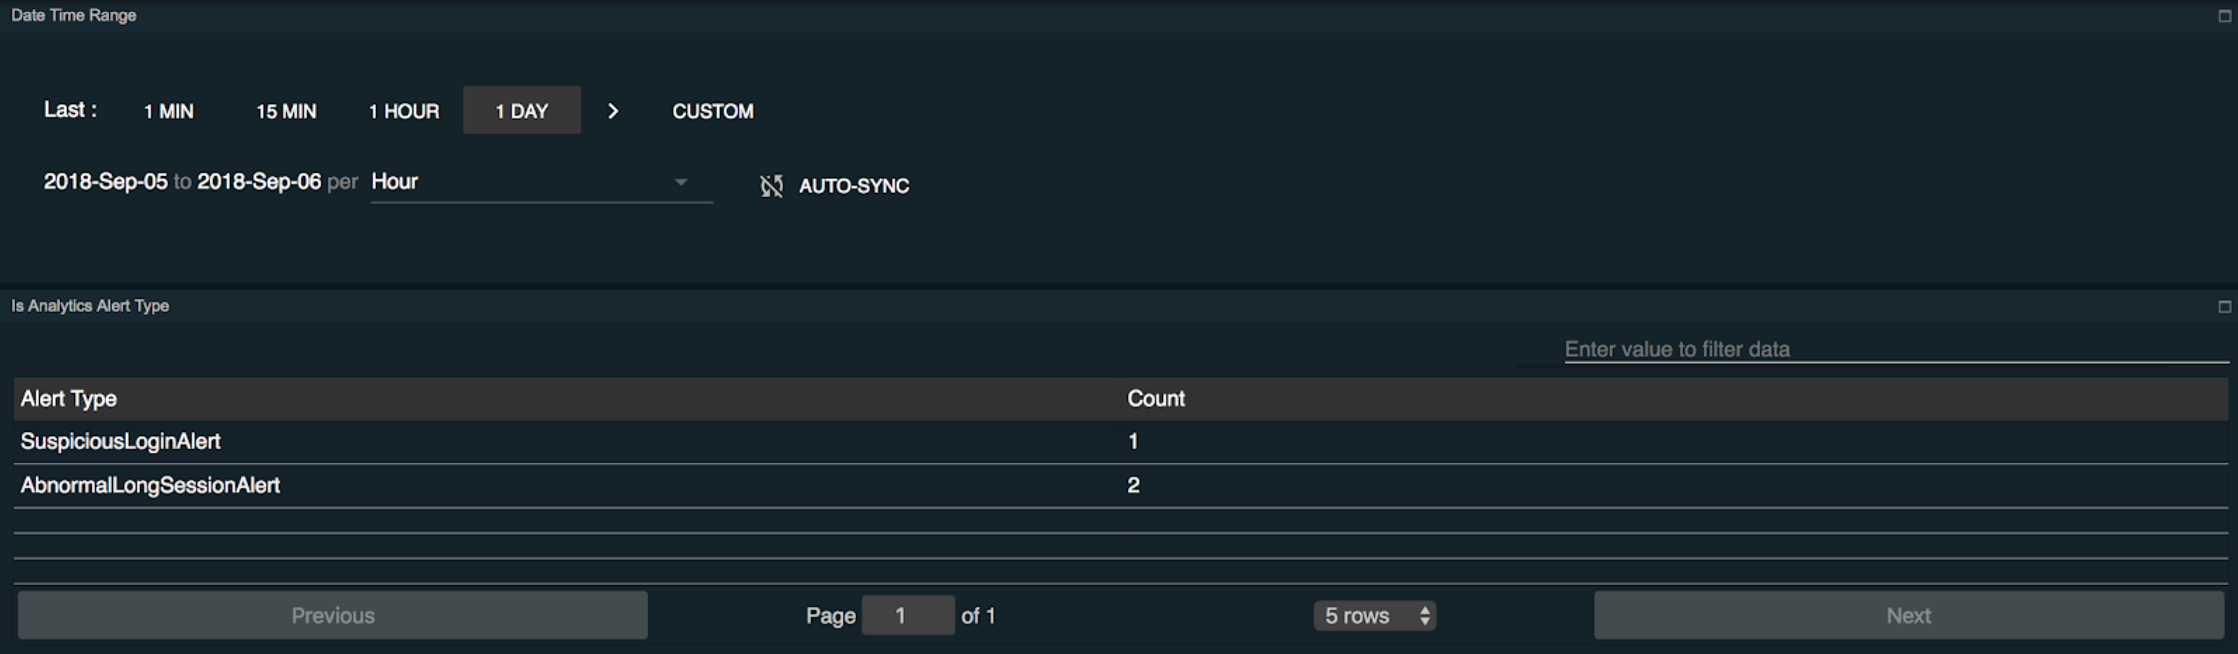 Date Time Range
Last : 1 MIN 15 MIN 1 HOUR 1 DAY > CUSTOM
2018-Sep-05 to 2018-Sep-06 per Hour AUTO-SYNC
Is Analytics Alert Type
Enter value to filter data
Alert Type Count
SuspiciousLoginAlert 1
AbnormalLongSessionAlert 2
Previous Page 1 of 1 5 rows Next